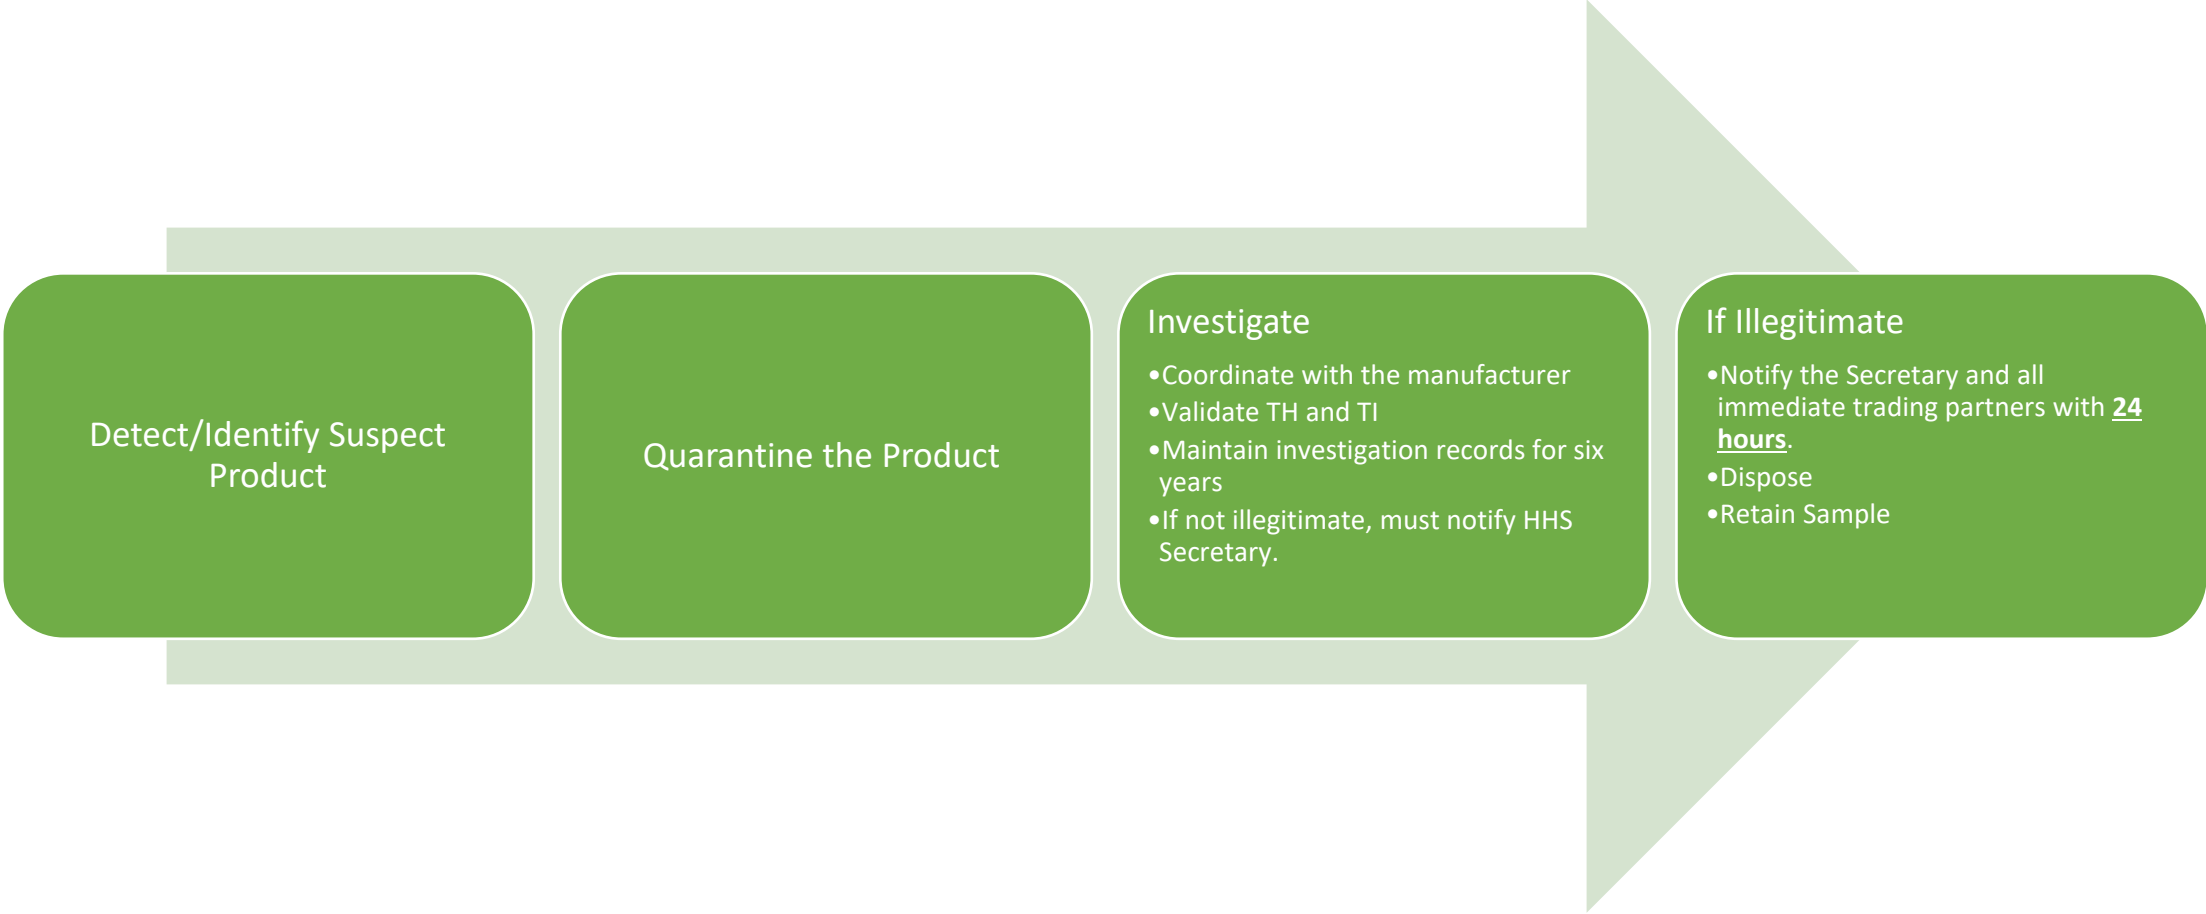 Detect/Identify Suspect
Product
Quarantine the Product
Investigate
•Coordinate with the manufacturer
•Validate TH and TI
•Maintain investigation records for six
years
•If not illegitimate, must notify HHS
Secretary.
If Illegitimate
•Notify the Secretary and all
immediate trading partners with 24
hours.
•Dispose
•Retain Sample